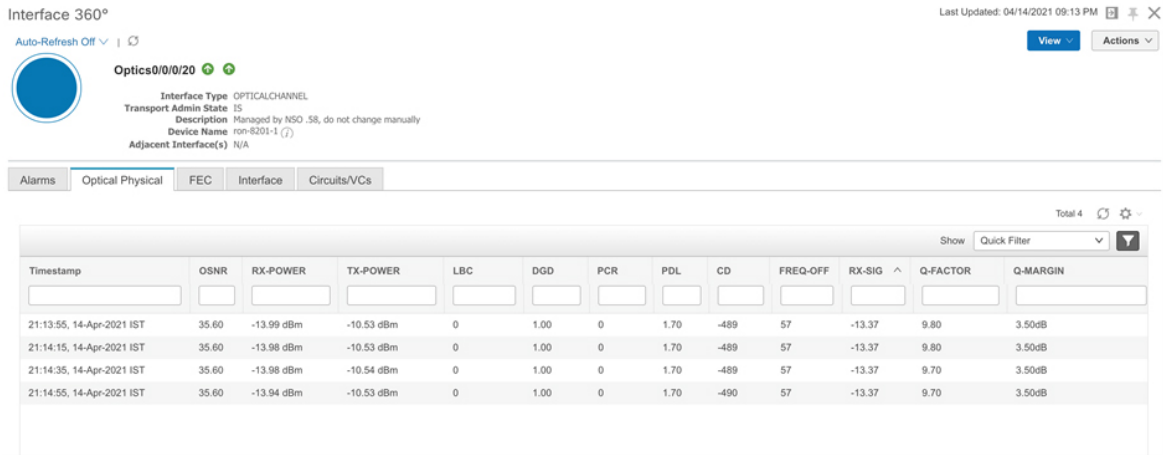 Interface 360°
Last Updated: 04/14/2021 09:13 PM
Auto-Refresh Off |
View
Actions
Optics0/0/0/20
Interface Type OPTICALCHANNEL
Transport Admin State IS
Description Managed by NSO .58, do not change manually
Device Name ron-8201-1 i
Adjacent Interface(s) N/A
Alarms Optical Physical FEC Interface Circuits/VCs
Total 4
Show Quick Filter
Timestamp OSNR RX-POWER TX-POWER LBC DGD PCR PDL CD FREQ-OFF RX-SIG Q-FACTOR Q-MARGIN
21:13:55, 14-Apr-2021 IST 35.60 -13.99 dBm -10.53 dBm 0 1.00 0 1.70 -489 57 -13.37 9.80 3.50dB
21:14:15, 14-Apr-2021 IST 35.60 -13.98 dBm -10.53 dBm 0 1.00 0 1.70 -489 57 -13.37 9.80 3.50dB
21:14:35, 14-Apr-2021 IST 35.60 -13.98 dBm -10.54 dBm 0 1.00 0 1.70 -489 57 -13.37 9.70 3.50dB
21:14:55, 14-Apr-2021 IST 35.60 -13.94 dBm -10.53 dBm 0 1.00 0 1.70 -490 57 -13.37 9.70 3.50dB